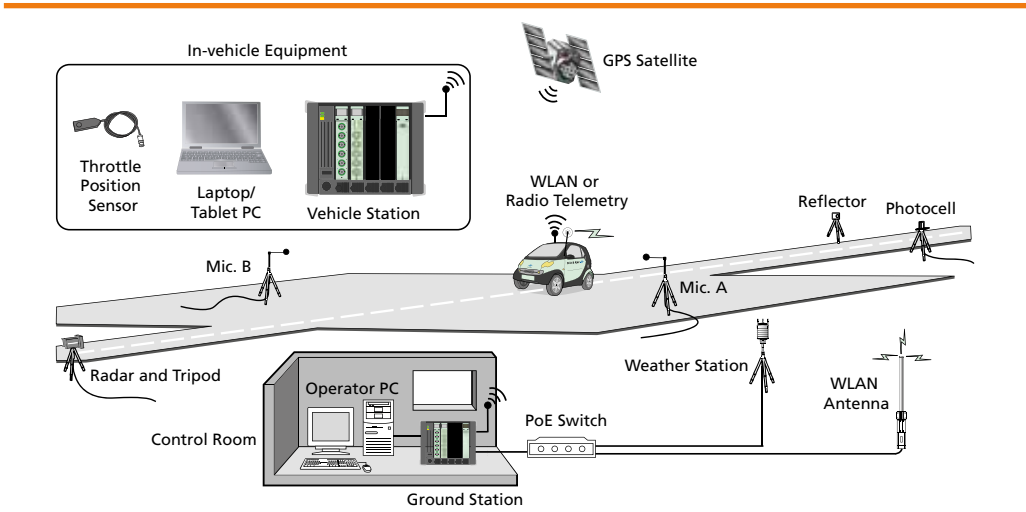 In-vehicle Equipment
GPS Satellite
Throttle
Position
Sensor
Laptop/
Tablet PC
Vehicle Station
WLAN or
Radio Telemetry
Reflector
Photocell
Mic. B
Mic. A
Radar and Tripod
Weather Station
WLAN
Antenna
Operator PC
PoE Switch
Control Room
Ground Station